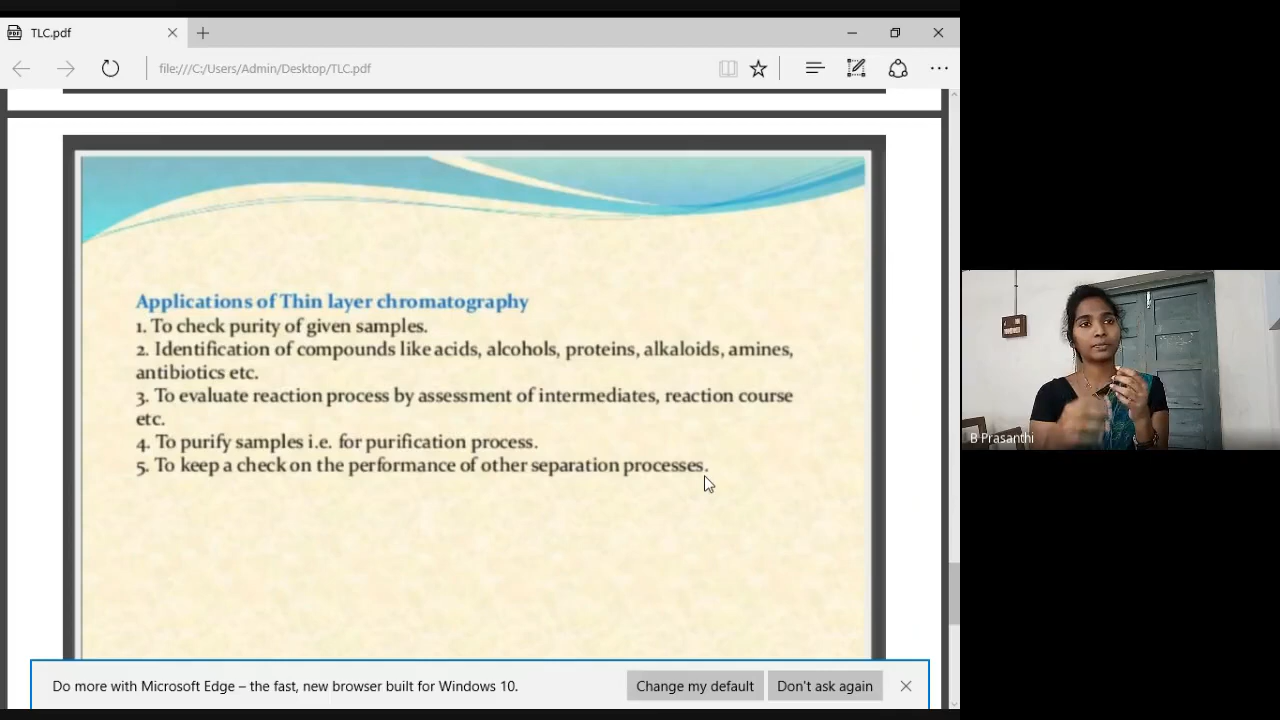 TLC.pdf
file:///C:/Users/Admin/Desktop/TLC.pdf
Applications of Thin layer chromatography
1. To check purity of given samples.
2. Identification of compounds like acids, alcohols, proteins, alkaloids, amines,
antibiotics etc.
3. To evaluate reaction process by assessment of intermediates, reaction course
etc.
4. To purify samples i.e. for purification process.
5. To keep a check on the performance of other separation processes.
B Prasanthi
Do more with Microsoft Edge – the fast, new browser built for Windows 10.
Change my default
Don't ask again